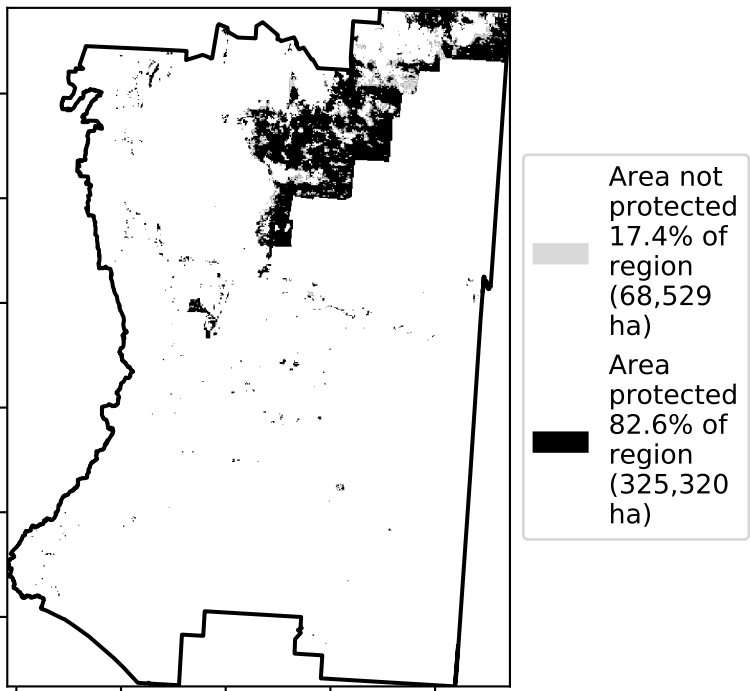 Area not
protected
17.4% of
region
(68,529
ha)
Area
protected
82.6% of
region
(325,320
ha)